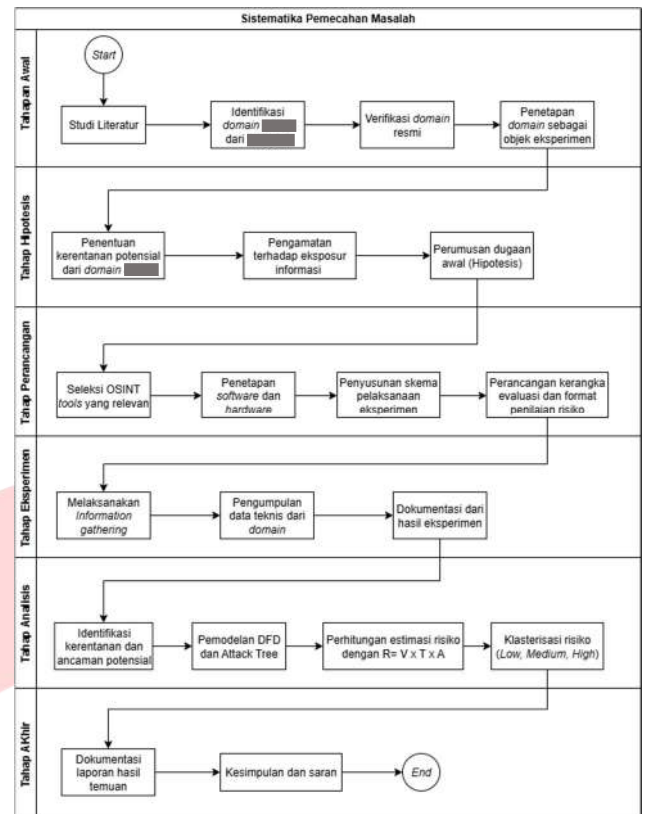 Sistematika Pemecahan Masalah
Tahapan Awal
Start
Studi Literatur
Identifikasi
domain
dari
Verifikasi domain
resmi
Penetapan
domain sebagai
objek eksperimen
Tahap Hipotesis
Penentuan
kerentanan potensial
dari domain
Pengamatan
terhadap eksposur
informasi
Perumusan dugaan
awal (Hipotesis)
Tahap Perancangan
Seleksi OSINT
tools yang relevan
Penetapan
software dan
hardware
Penyusunan skema
pelaksanaan
eksperimen
Perancangan kerangka
evaluasi dan format
penilaian risiko
Tahap Eksperimen
Melaksanakan
Information
gathering
Pengumpulan
data teknis dari
domain
Dokumentasi dari
hasil eksperimen
Tahap Analisis
Identifikasi
kerentanan dan
ancaman potensial
Pemodelan DFD
dan Attack Tree
Perhitungan estimasi risiko
dengan R= V x T x A
Klasterisasi risiko
(Low, Medium, High)
Tahap AKhir
Dokumentasi
laporan hasil
temuan
Kesimpulan dan saran
End